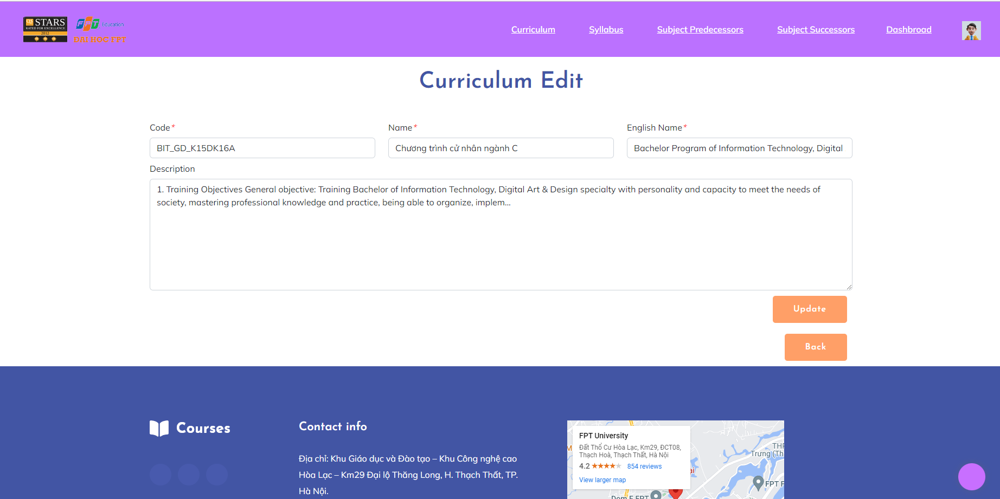 QS STARS
RATED FOR EXCELLENCE
2012
FPT Education
ĐẠI HỌC FPT
Curriculum
Syllabus
Subject Predecessors
Subject Successors
Dashbroad
Curriculum Edit
Code*
Name*
English Name*
BIT_GD_K15DK16A
Chương trình cử nhân ngành C
Bachelor Program of Information Technology, Digital
Description
1. Training Objectives General objective: Training Bachelor of Information Technology, Digital Art & Design specialty with personality and capacity to meet the needs of
society, mastering professional knowledge and practice, being able to organize, implem...
Update
Back
Courses
Contact info
Địa chỉ: Khu Giáo dục và Đào tạo – Khu Công nghệ cao
Hòa Lạc – Km29 Đại lộ Thăng Long, H. Thạch Thất, TP.
Hà Nội.
FPT University
Đất Thổ Cư Hòa Lạc, Km29, ĐCT08,
Thạch Hoà, Thạch Thất, Hà Nội
4.2
854 reviews
View larger map
Trưng (Th
FPT F
Dom F FPT